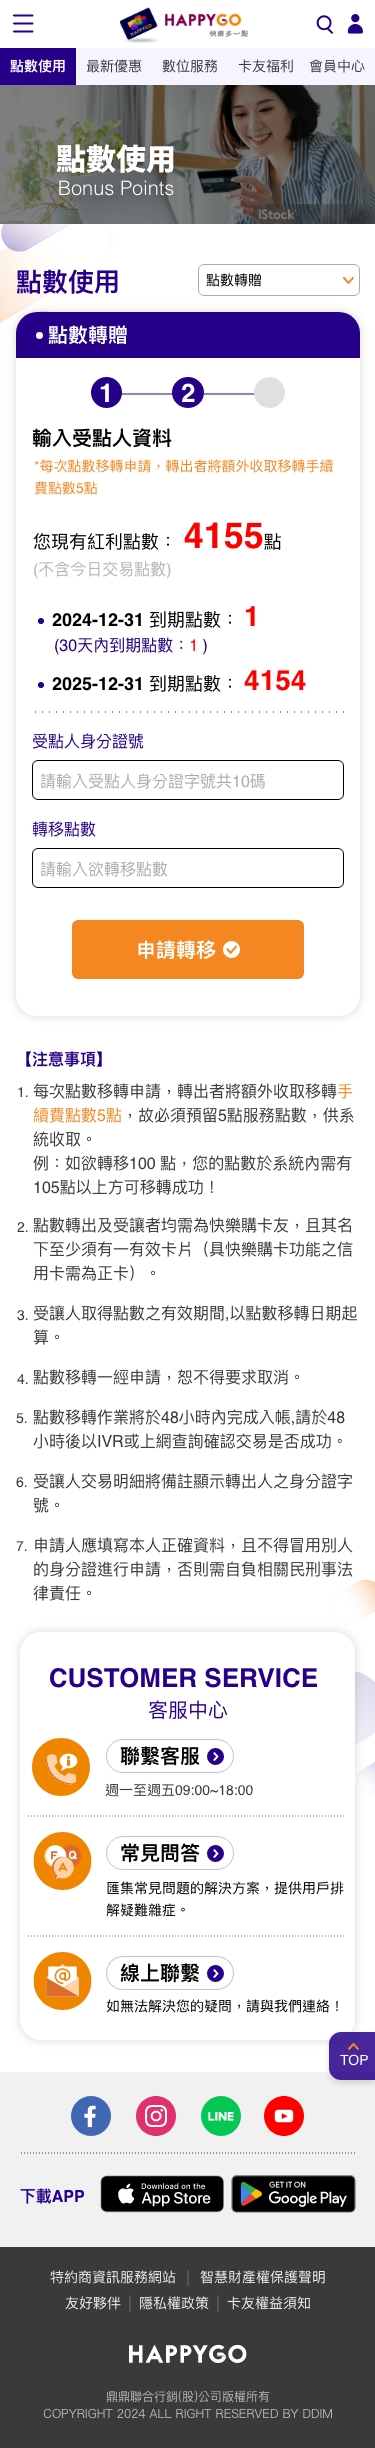 HAPPYGO
HAPPYGO
快樂多一點
點數使用 最新優惠 數位服務 卡友福利 會員中心
點數使用
Bonus Points
iStock
點數使用
點數轉贈
• 點數轉贈
1 2
輸入受點人資料
*每次點數移轉申請，轉出者將額外收取移轉手續
費點數5點
您現有紅利點數： 4155點
(不含今日交易點數)
• 2024-12-31 到期點數： 1
(30天內到期點數：1 )
• 2025-12-31 到期點數： 4154
受點人身分證號
請輸入受點人身分證字號共10碼
轉移點數
請輸入欲轉移點數
申請轉移
【注意事項】
1. 每次點數移轉申請，轉出者將額外收取移轉手
續費點數5點，故必須預留5點服務點數，供系
統收取。
例：如欲轉移100 點，您的點數於系統內需有
105點以上方可移轉成功！
2. 點數轉出及受讓者均需為快樂購卡友，且其名
下至少須有一有效卡片（具快樂購卡功能之信
用卡需為正卡）。
3. 受讓人取得點數之有效期間,以點數移轉日期起
算。
4. 點數移轉一經申請，恕不得要求取消。
5. 點數移轉作業將於48小時內完成入帳,請於48
小時後以IVR或上網查詢確認交易是否成功。
6. 受讓人交易明細將備註顯示轉出人之身分證字
號。
7. 申請人應填寫本人正確資料，且不得冒用別人
的身分證進行申請，否則需自負相關民刑事法
律責任。
CUSTOMER SERVICE
客服中心
聯繫客服
週一至週五09:00~18:00
F Q A
常見問答
匯集常見問題的解決方案，提供用戶排
解疑難雜症。
線上聯繫
如無法解決您的疑問，請與我們連絡！
TOP
LINE
下載APP
Download on the
App Store
GET IT ON
Google Play
特約商資訊服務網站 | 智慧財產權保護聲明
友好夥伴 | 隱私權政策 | 卡友權益須知
HAPPYGO
鼎鼎聯合行銷(股)公司版權所有
COPYRIGHT 2024 ALL RIGHT RESERVED BY DDIM